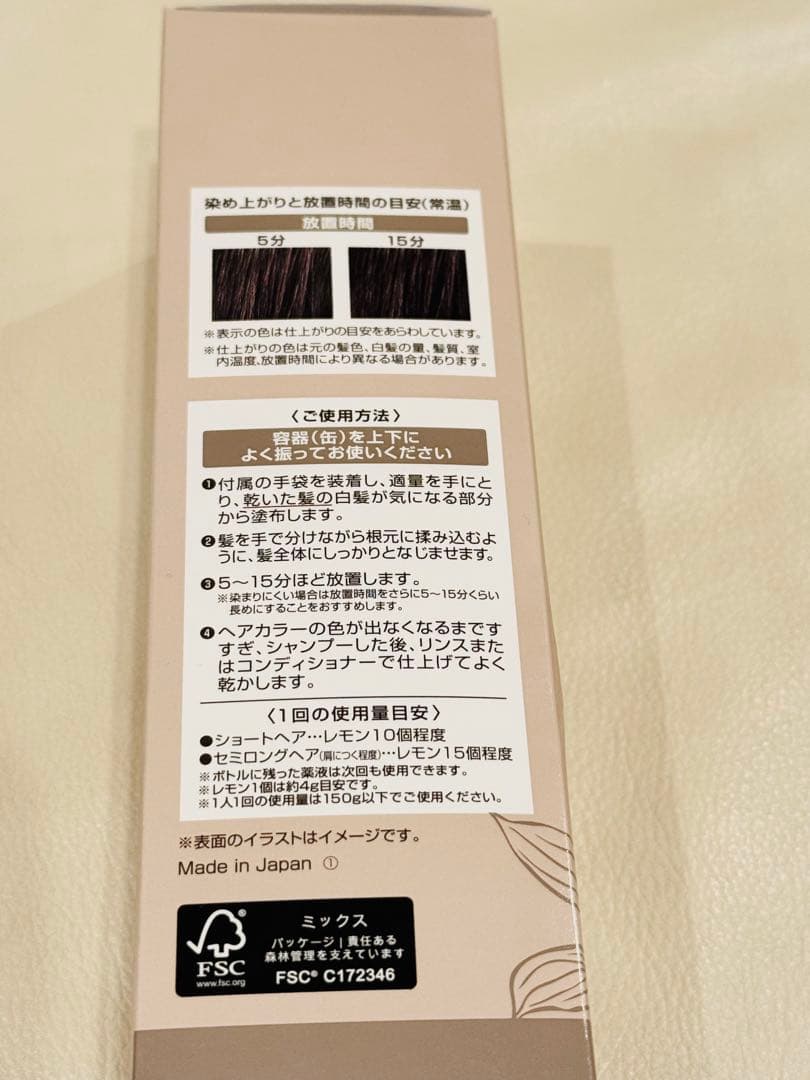 染め上がりと放置時間の目安(常温)
放置時間
5分 15分
※表示の色は仕上がりの目安をあらわしています。
※仕上がりの色は元の髪色、白髪の量、髪質、室
内温度、放置時間により異なる場合があります。
〈ご使用方法〉
容器(缶)を上下に
よく振ってお使いください
❶付属の手袋を装着し、適量を手にと
り、乾いた髪の白髪が気になる部分
から塗布します。
❷髪を手で分けながら根元に揉み込むよ
うに、髪全体にしっかりとなじませます。
❸5〜15分ほど放置します。
※染まりにくい場合は放置時間をさらに5〜15分くらい
長めにすることをおすすめします。
❹ヘアカラーの色が出なくなるまです
すぎ、シャンプーした後、リンスまた
はコンディショナーで仕上げてよく
乾かします。
〈1回の使用量目安〉
●ショートヘア…レモン10個程度
●セミロングヘア(肩につく程度)…レモン15個程度
※ボトルに残った薬液は次回も使用できます。
※レモン1個は約4g目安です。
※1人1回の使用量は150g以下でご使用ください。
※表面のイラストはイメージです。
Made in Japan ①
FSC®
www.fsc.org
ミックス
パッケージ|責任ある
森林管理を支えています
FSC® C172346